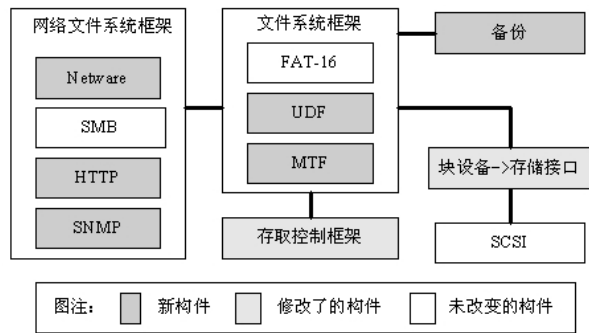 网络文件系统框架
Netware
SMB
HTTP
SNMP
文件系统框架
FAT-16
UDF
MTF
存取控制框架
备份
块设备->存储接口
SCSI
图注: 新构件 修改了的构件 未改变的构件